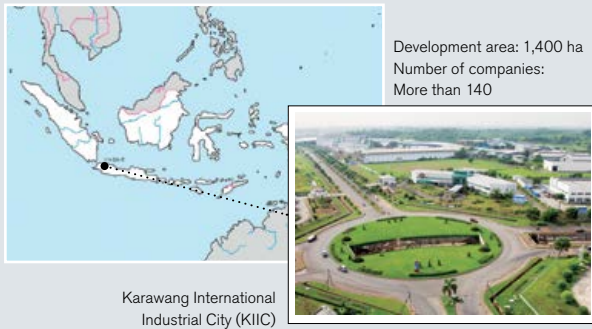 Development area: 1,400 ha
Number of companies:
More than 140
Karawang International
Industrial City (KIIC)